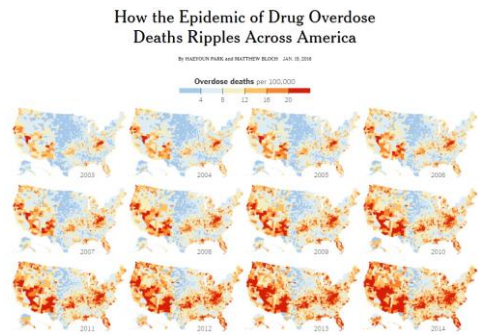 How the Epidemic of Drug Overdose
Deaths Ripples Across America
By HAEYOUN PARK and MATTHEW BLOCH JAN. 19, 2016
Overdose deaths per 100,000
4 8 12 16 20
2003 2004 2005 2006
2007 2008 2009 2010
2011 2012 2013 2014